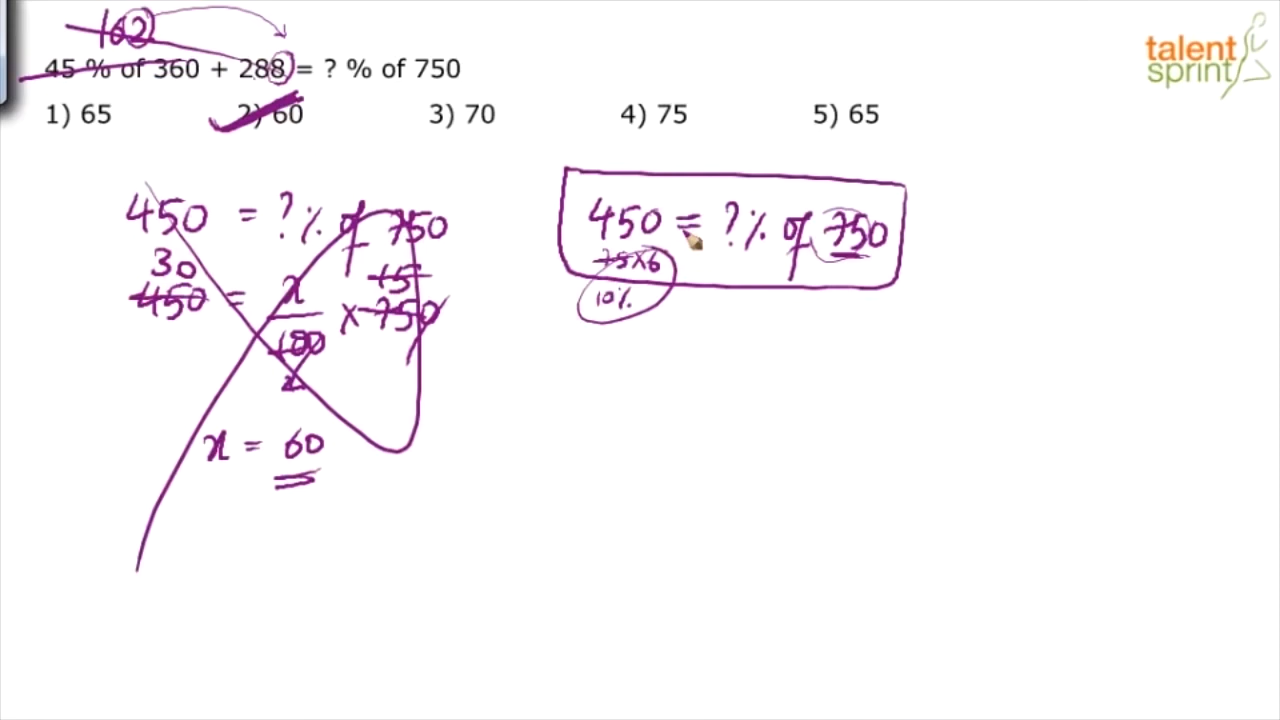 162
talent
sprint
45 % of 360 + 288 = ? % of 750
1) 65 2) 60 3) 70 4) 75 5) 65
450 = ? % of 750
30 15
450 = x/100 × 750
2
x = 60
450 = ? % of 750
75 × 6
10%